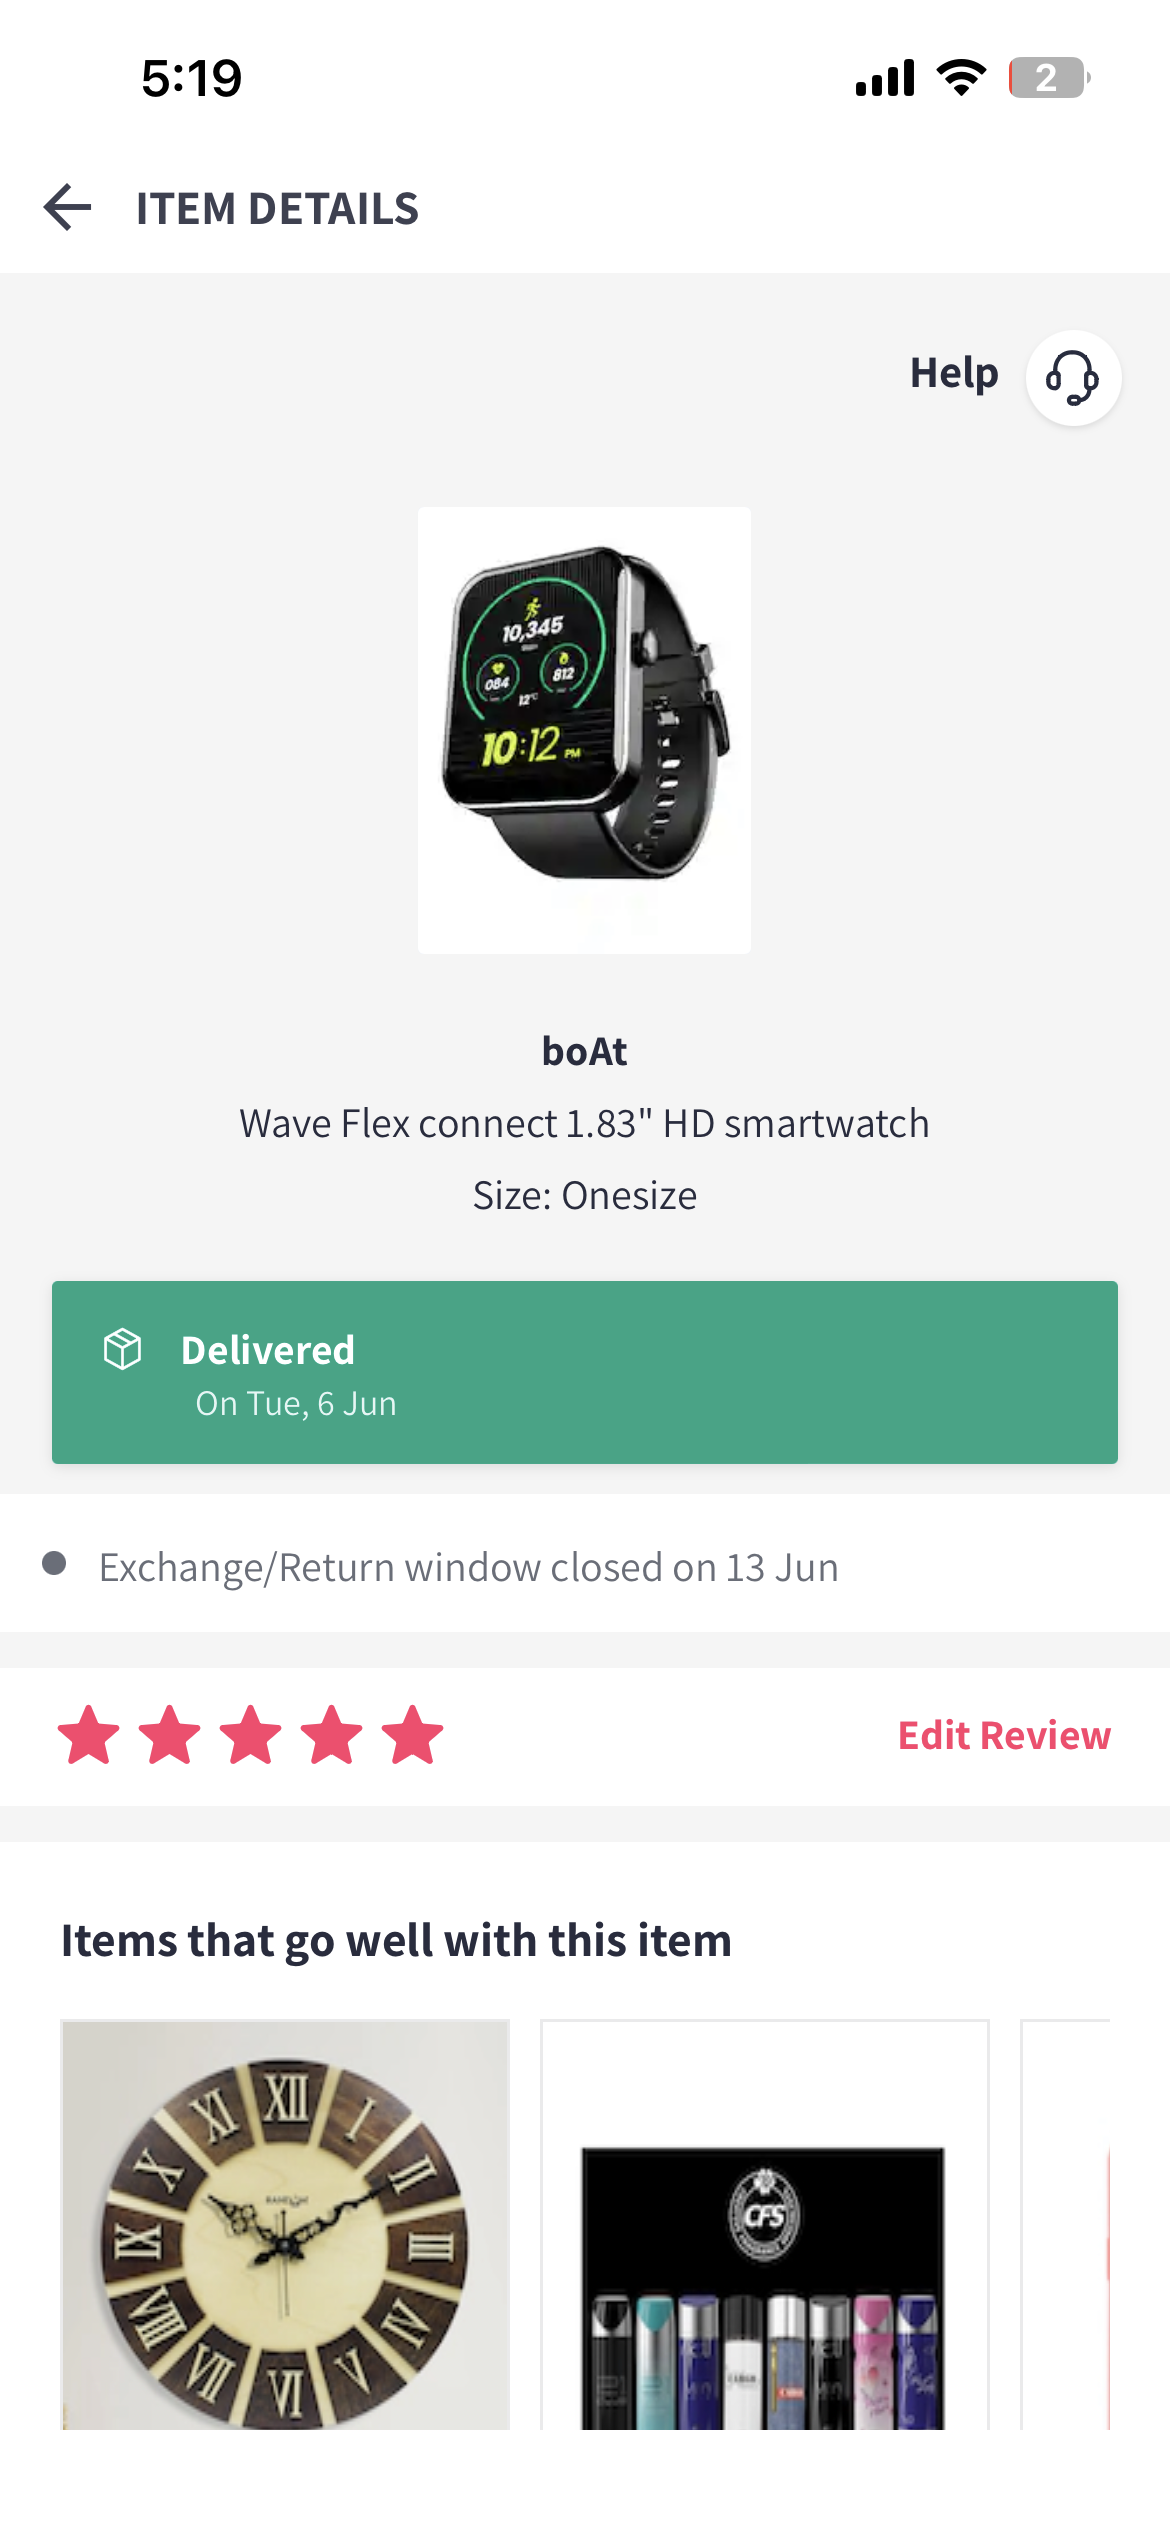 5:19
2
ITEM DETAILS
Help
10,345
084
812
12°C
10:12 PM
boAt
Wave Flex connect 1.83" HD smartwatch
Size: Onesize
Delivered
On Tue, 6 Jun
Exchange/Return window closed on 13 Jun
Edit Review
Items that go well with this item
XII
I
II
III
IV
V
VI
VII
VIII
IX
X
XI
CFS